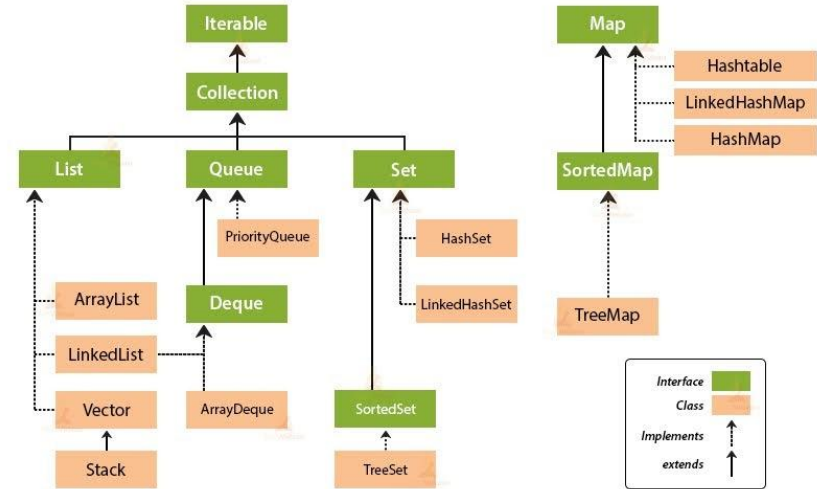 Iterable
Map
Hashtable
Collection
LinkedHashMap
HashMap
List
Queue
Set
SortedMap
PriorityQueue
HashSet
ArrayList
Deque
LinkedHashSet
TreeMap
LinkedList
Interface
Class
Vector
ArrayDeque
SortedSet
Implements
Stack
TreeSet
extends